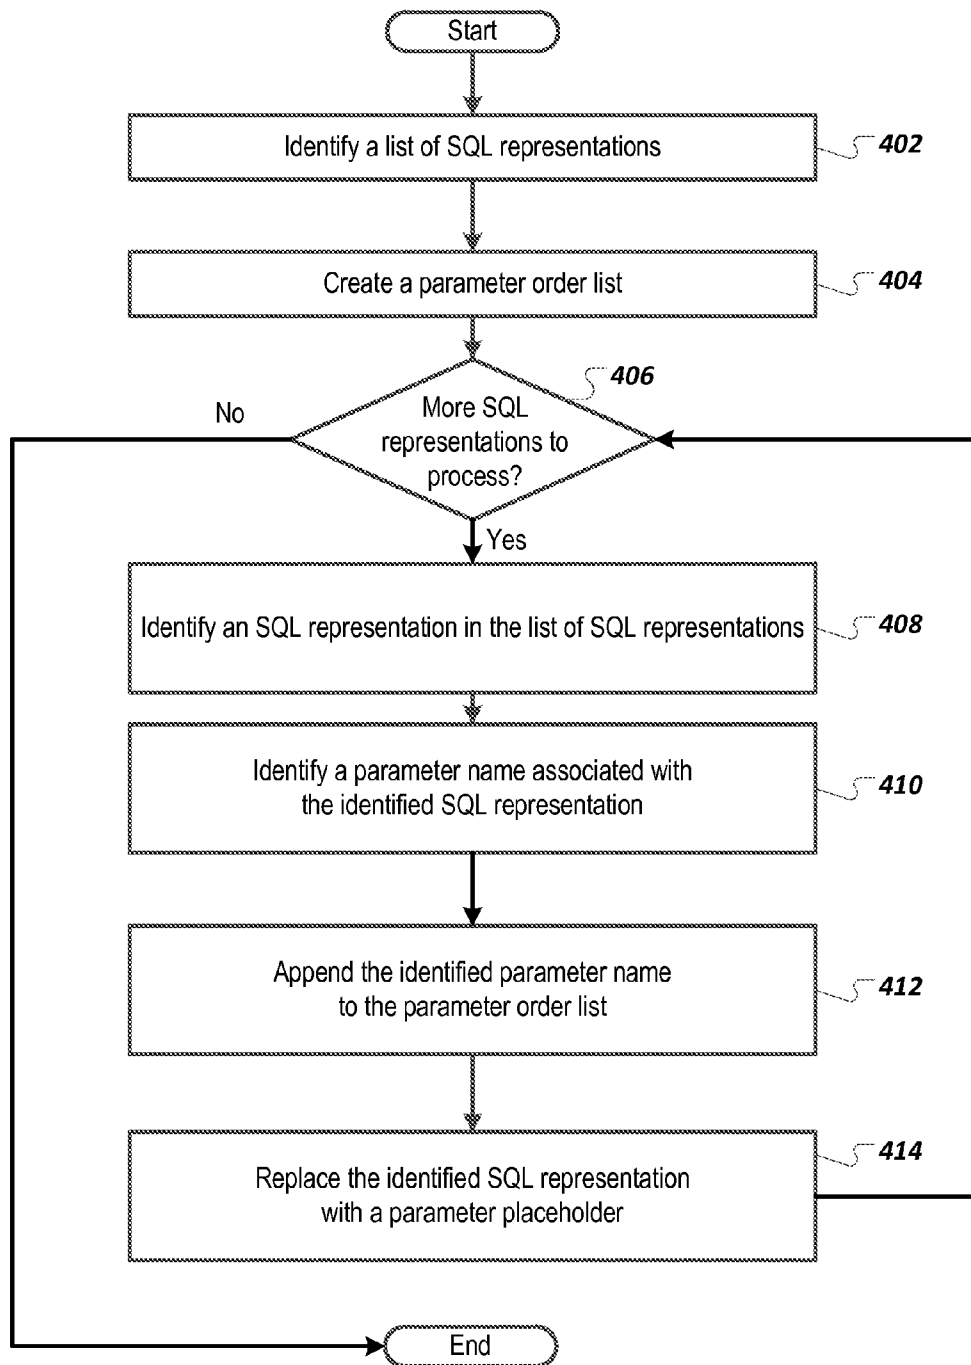 Start
Identify a list of SQL representations
402
Create a parameter order list
404
406
More SQL
representations to
process?
No
Yes
Identify an SQL representation in the list of SQL representations
408
Identify a parameter name associated with
the identified SQL representation
410
Append the identified parameter name
to the parameter order list
412
Replace the identified SQL representation
with a parameter placeholder
414
End